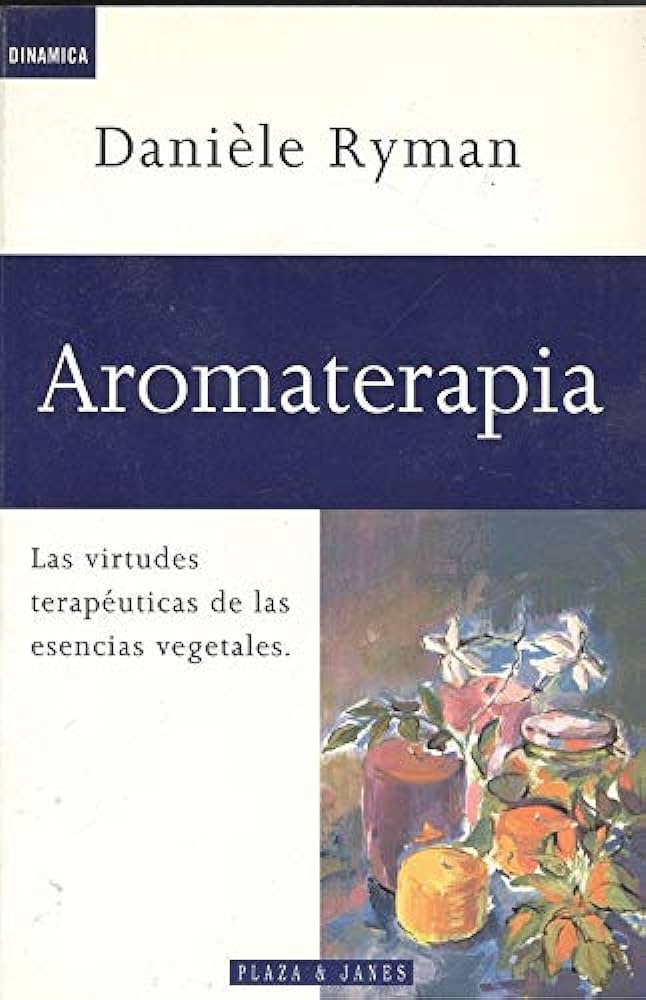 DINAMICA
Danièle Ryman
Aromaterapia
Las virtudes
terapéuticas de las
esencias vegetales.
PLAZA & JANES